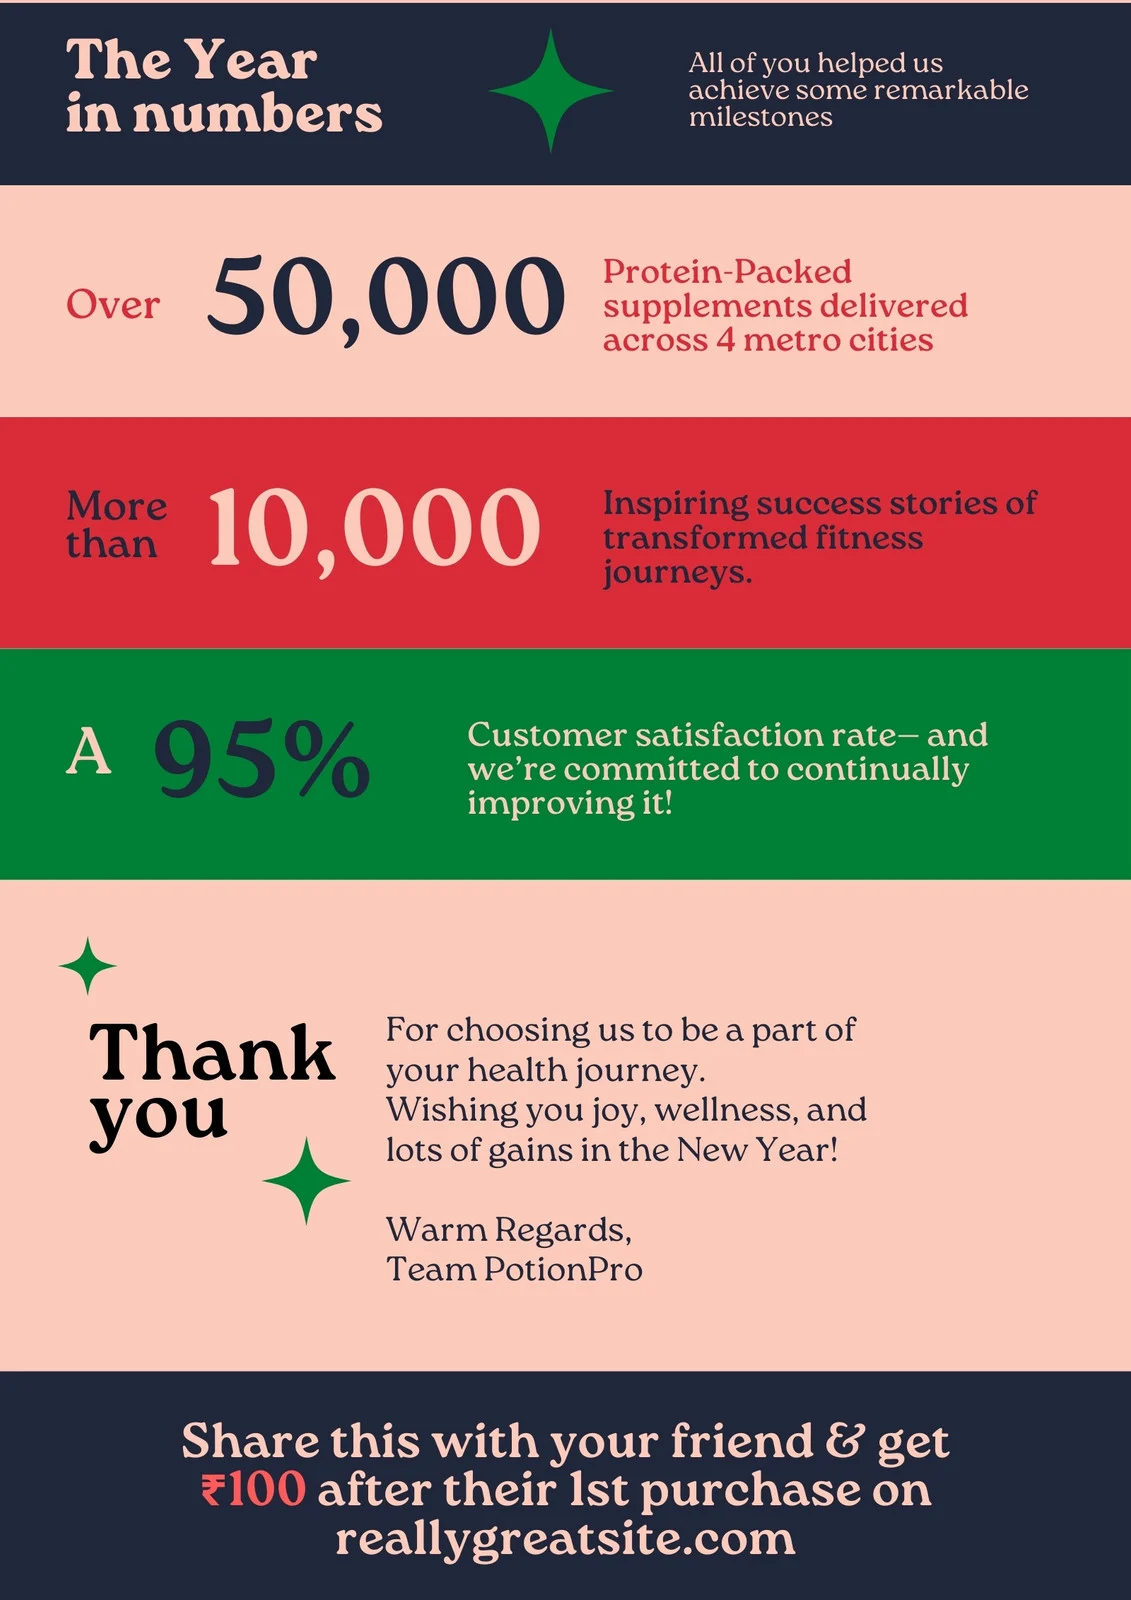 The Year
in numbers
All of you helped us
achieve some remarkable
milestones
Over
50,000
Protein-Packed
supplements delivered
across 4 metro cities
More
than
10,000
Inspiring success stories of
transformed fitness
journeys.
A
95%
Customer satisfaction rate— and
we're committed to continually
improving it!
Thank
you
For choosing us to be a part of
your health journey.
Wishing you joy, wellness, and
lots of gains in the New Year!
Warm Regards,
Team PotionPro
Share this with your friend & get
₹100 after their 1st purchase on
reallygreatsite.com